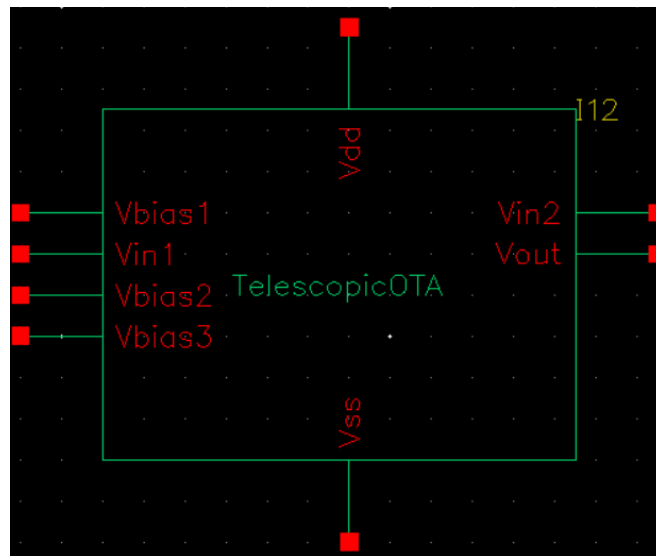 I12
Vdd
Vbias1
Vin2
Vin1
Vout
Vbias2
TelescopicOTA
Vbias3
Vss